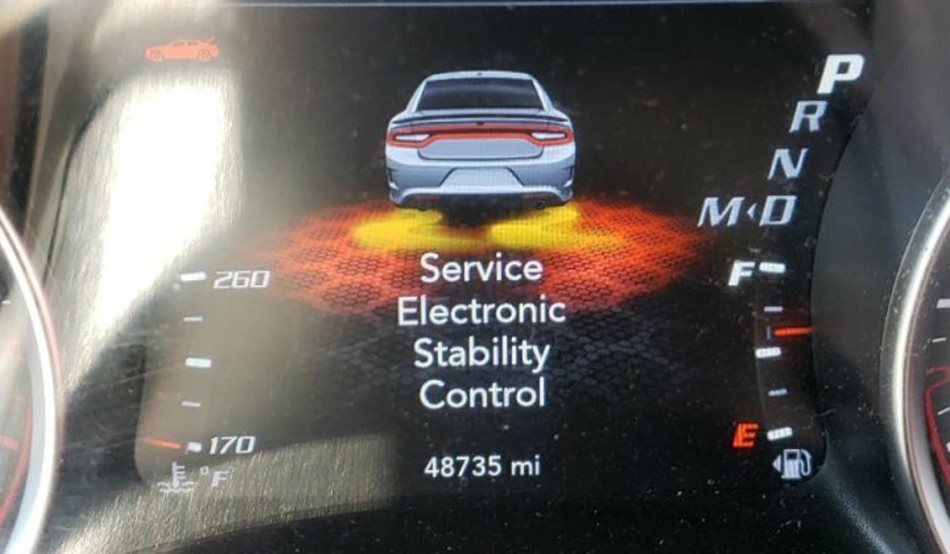 P
R
N
M D
260
F
Service
Electronic
Stability
Control
170
E
°F
48735 mi